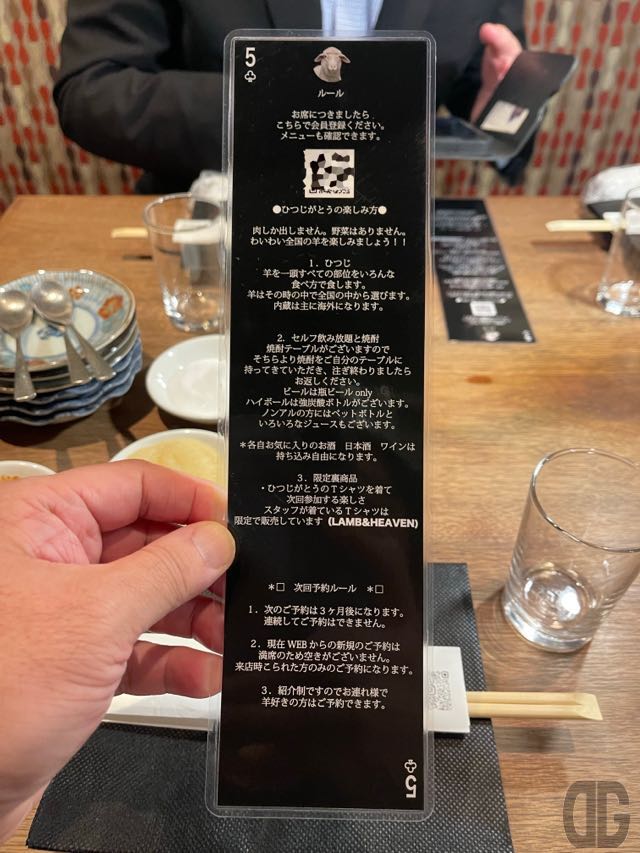 5
ルール
お席につきましたら
こちらで会員登録ください。
メニューも確認できます。
●ひつじがとうの楽しみ方●
肉しか出しません。野菜はありません。
わいわい全国の羊を楽しみましょう！！
1．ひつじ
羊を一頭すべての部位をいろんな
食べ方で食します。
羊はその時の中で全国の中から選びます。
内蔵は主に海外になります。
2．セルフ飲み放題と焼酎
焼酎テーブルがございますので
そちらより焼酎をご自分のテーブルに
持ってきていただき、注ぎ終わりましたら
お返しください。
ビールは瓶ビール only
ハイボールは強炭酸ボトルがございます。
ノンアルの方にはペットボトルと
いろいろなジュースもございます。
＊各自お気に入りのお酒 日本酒 ワインは
持ち込み自由になります。
3．限定裏商品
・ひつじがとうのTシャツを着て
次回参加する楽しさ
スタッフが着ているTシャツは
限定で販売しています（LAMB&HEAVEN)
＊□ 次回予約ルール ＊□
1．次のご予約は3ヶ月後になります。
連続してご予約はできません。
2．現在WEBからの新規のご予約は
満席のため空きがございません。
来店時こられた方のみのご予約になります。
3．紹介制ですのでお連れ様で
羊好きの方はご予約できます。
5
DG